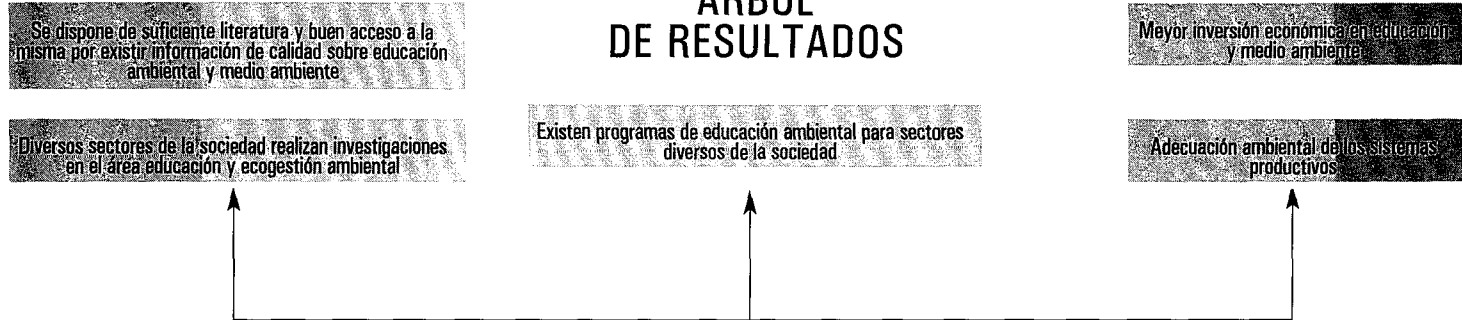 ÁRBOL
DE RESULTADOS
Se dispone de suficiente literatura y buen acceso a la
misma por existir información de calidad sobre educación
ambiental y medio ambiente
Meyor inversión económica en educación
y medio ambiente
Diversos sectores de la sociedad realizan investigaciones
en el área educación y ecogestión ambiental
Existen programas de educación ambiental para sectores
diversos de la sociedad
Adecuación ambiental de los sistemas
productivos